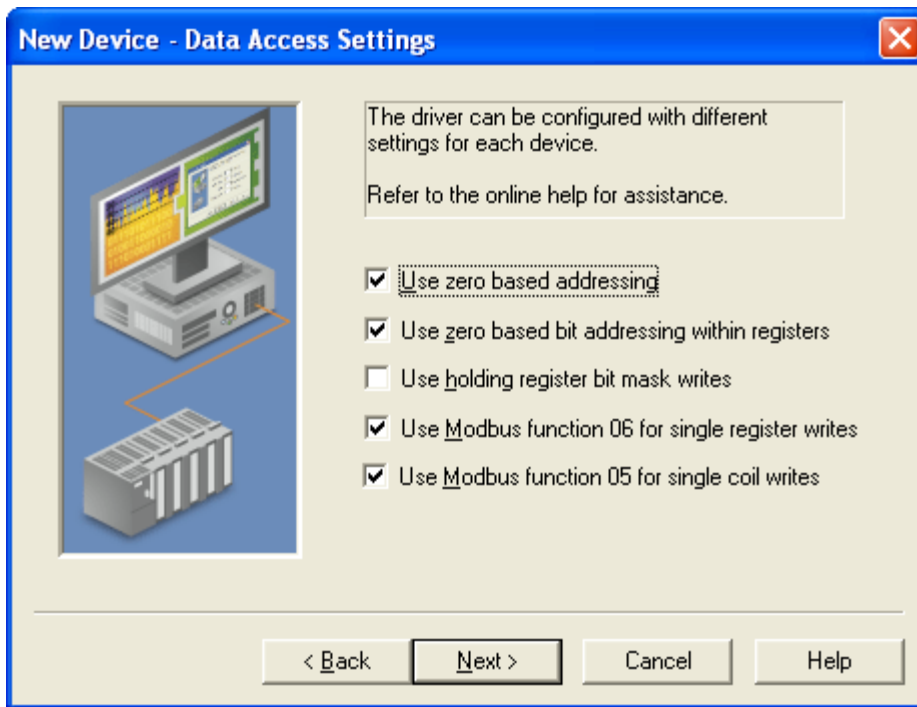 New Device - Data Access Settings
The driver can be configured with different
settings for each device.
Refer to the online help for assistance.
Use zero based addressing
Use zero based bit addressing within registers
Use holding register bit mask writes
Use Modbus function 06 for single register writes
Use Modbus function 05 for single coil writes
< Back Next > Cancel Help